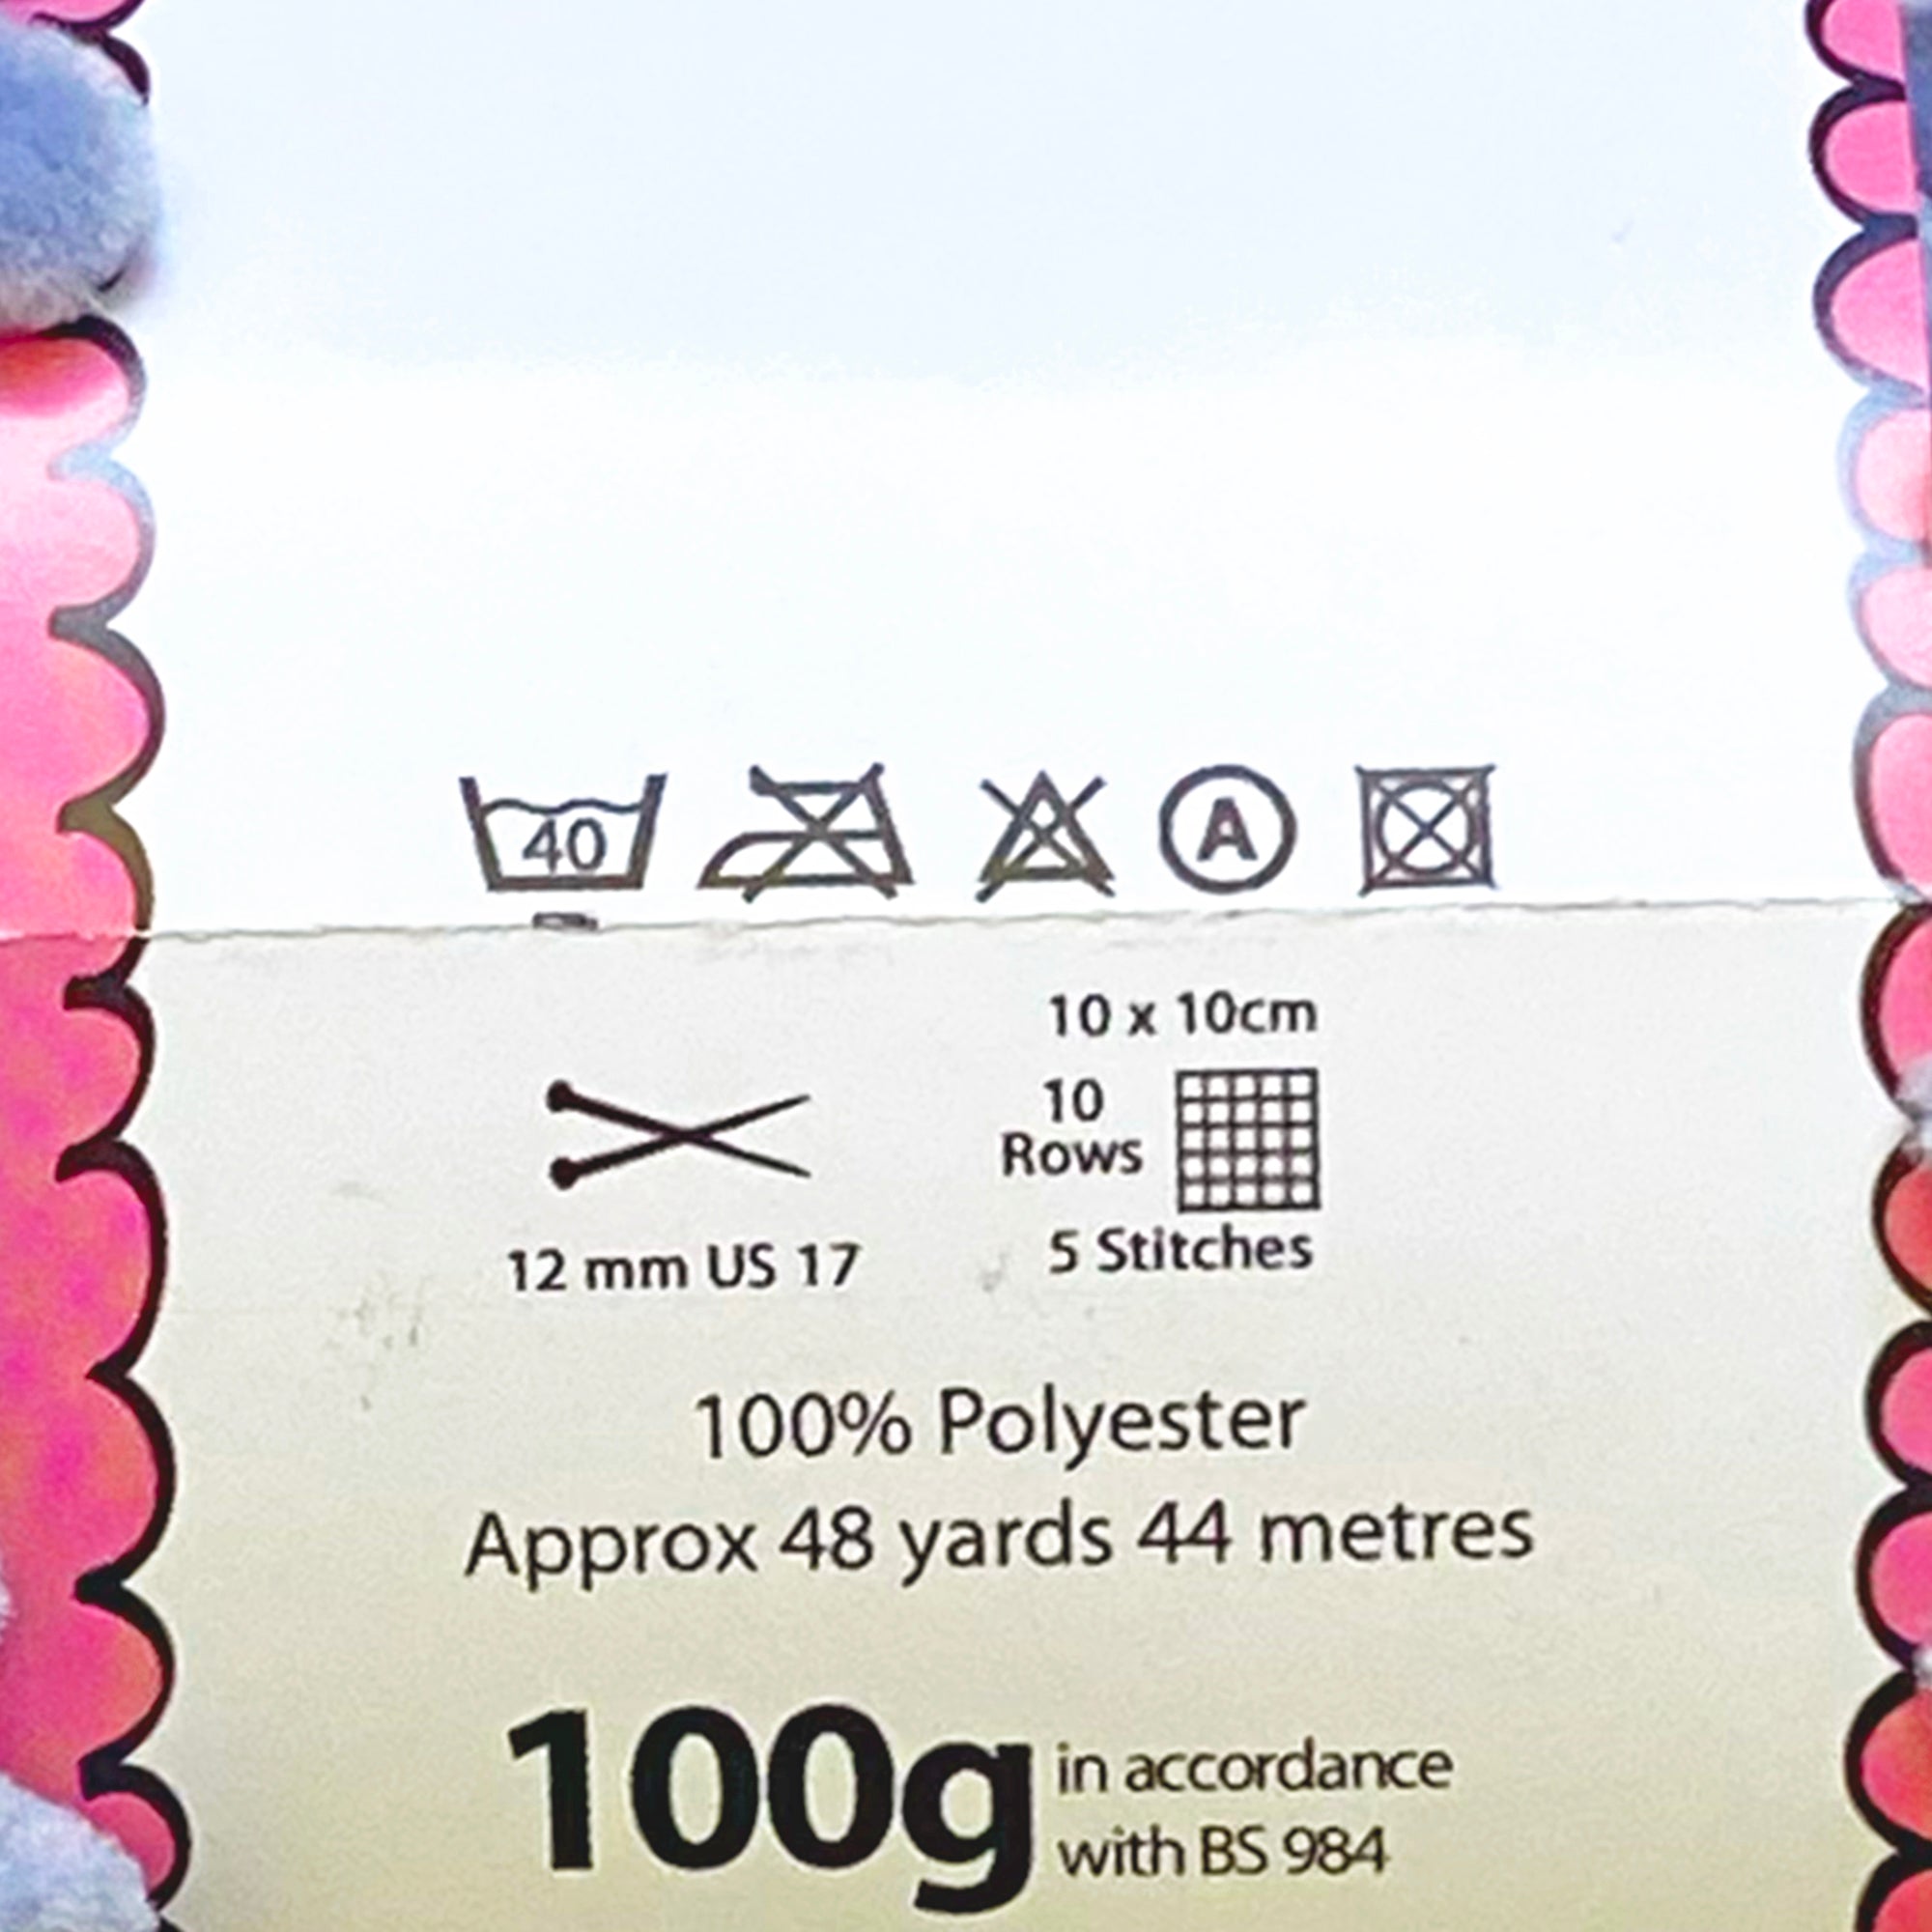 40 A
10 x 10cm
10
Rows
5 Stitches
12 mm US 17
100% Polyester
Approx 48 yards 44 metres
100g in accordance
with BS 984